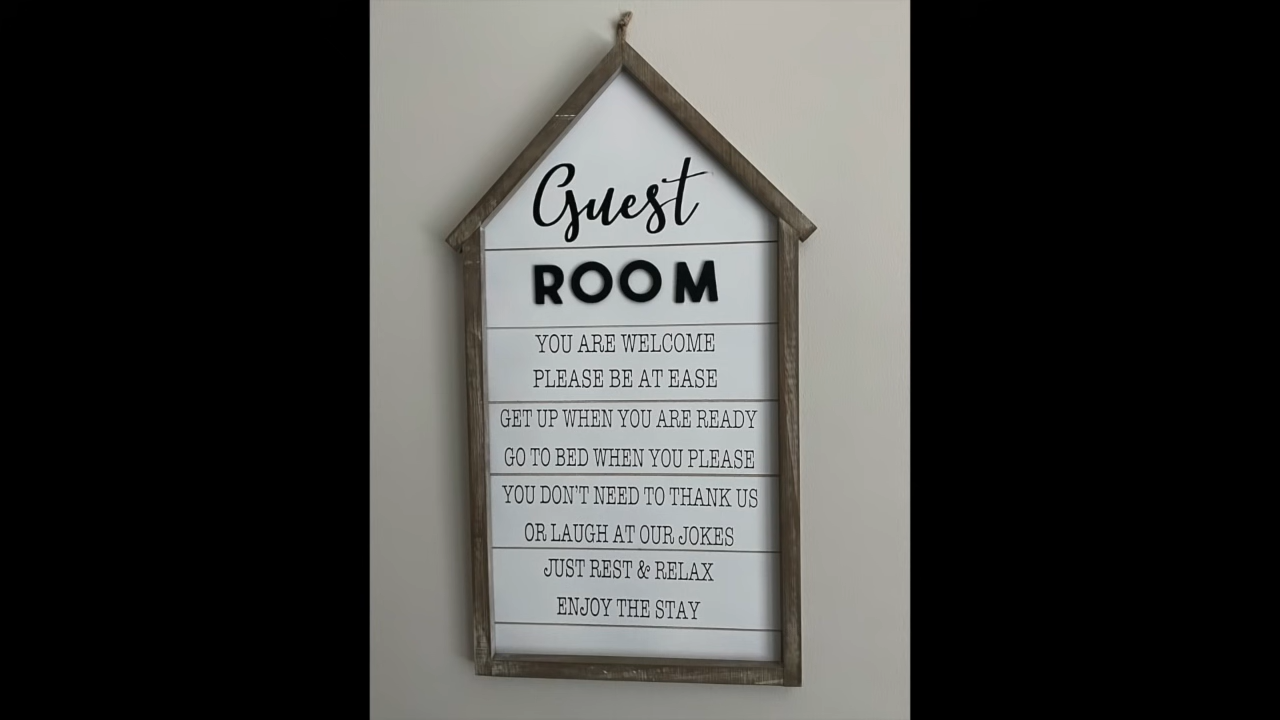 Guest
ROOM
YOU ARE WELCOME
PLEASE BE AT EASE
GET UP WHEN YOU ARE READY
GO TO BED WHEN YOU PLEASE
YOU DON'T NEED TO THANK US
OR LAUGH AT OUR JOKES
JUST REST & RELAX
ENJOY THE STAY